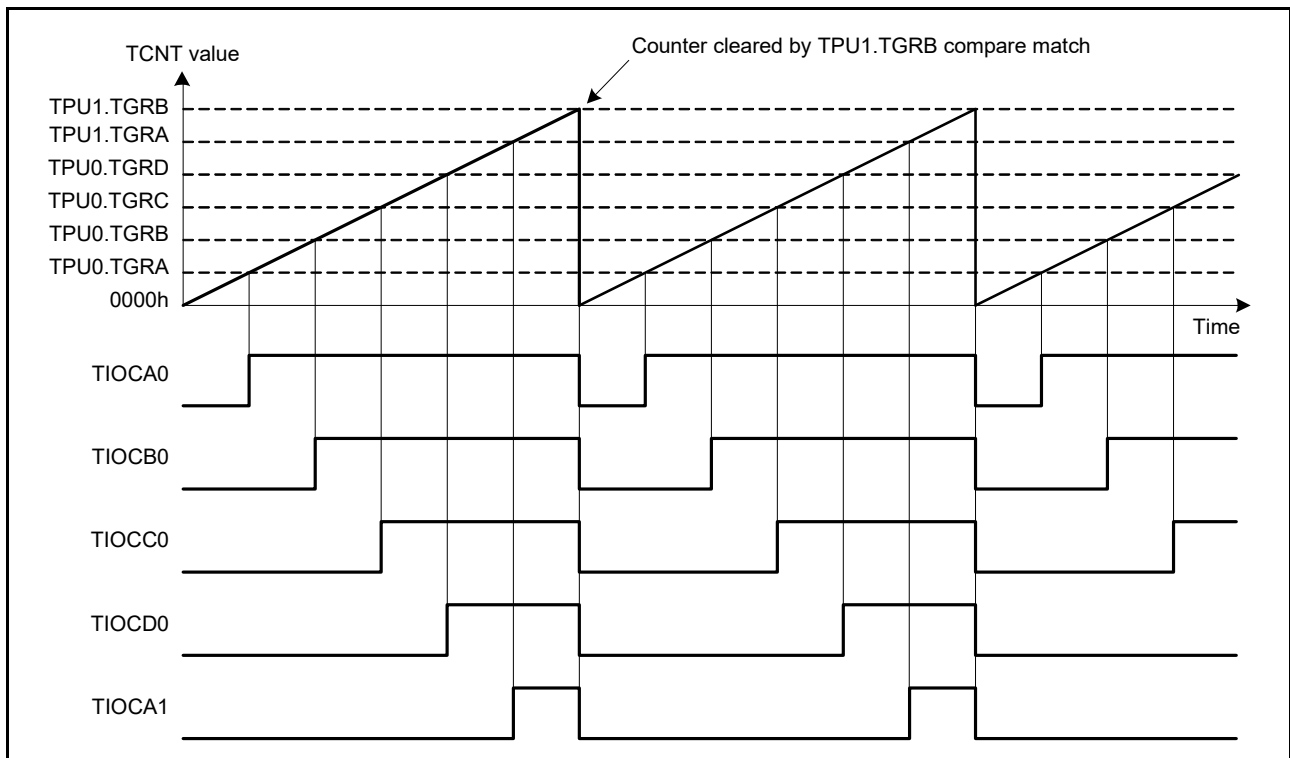 Counter cleared by TPU1.TGRB compare match
TCNT value
TPU1.TGRB
TPU1.TGRA
TPU0.TGRD
TPU0.TGRC
TPU0.TGRB
TPU0.TGRA
0000h
Time
TIOCA0
TIOCB0
TIOCC0
TIOCD0
TIOCA1